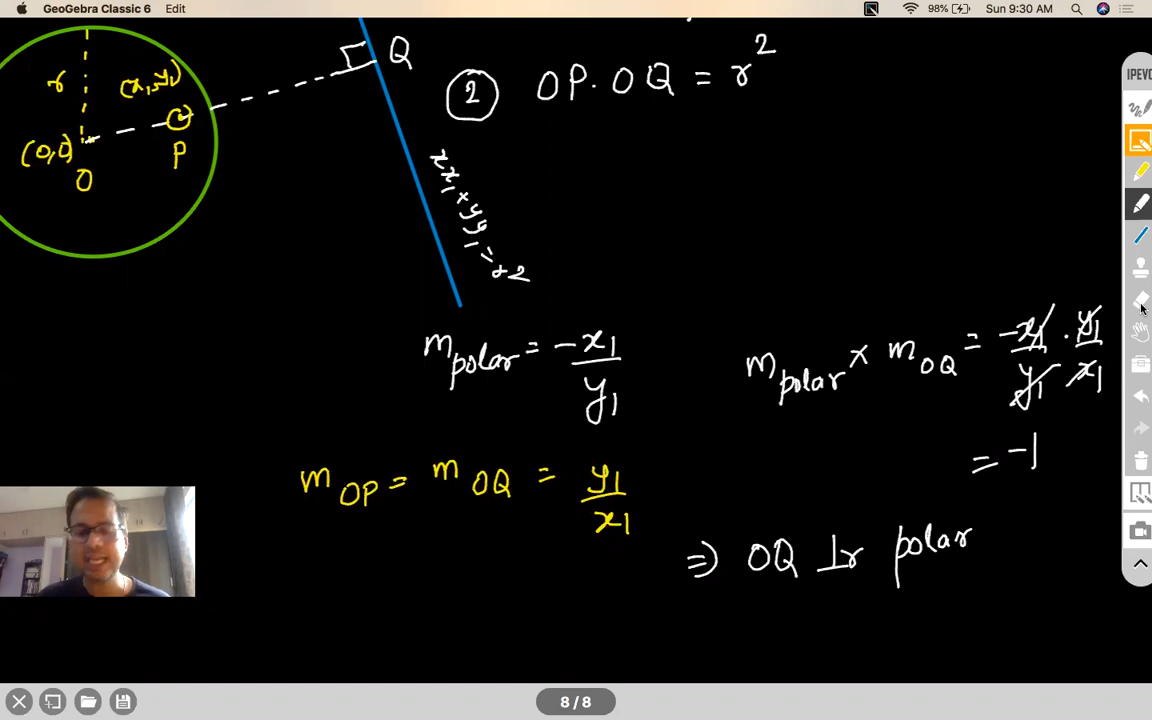 GeoGebra Classic 6 Edit 98% Sun 9:30 AM
IPEVO
r (x₁, y₁) Q
② OP. OQ = r²
(0,0) P
O
xx₁ + yy₁ = r2
m polar = -x₁/y₁
m polar × m OQ = -x₁/y₁ . y₁/x₁
= -1
m OP = m OQ = y₁/x₁
⇒ OQ ⊥r polar
8 / 8